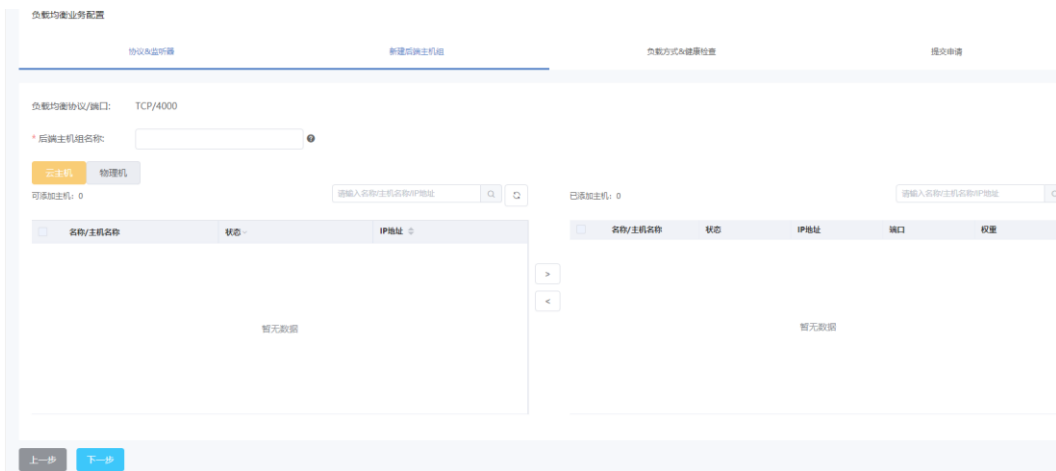 负载均衡业务配置
协议&监听器 新建后端主机组 负载方式&健康检查 提交申请
负载均衡协议/端口: TCP/4000
* 后端主机组名称:
云主机 物理机
可添加主机: 0 请输入名称/主机名称/IP地址 已添加主机: 0 请输入名称/主机名称/IP地址
名称/主机名称 状态 IP地址 名称/主机名称 状态 IP地址 端口 权重
>
<
暂无数据 暂无数据
上一步 下一步